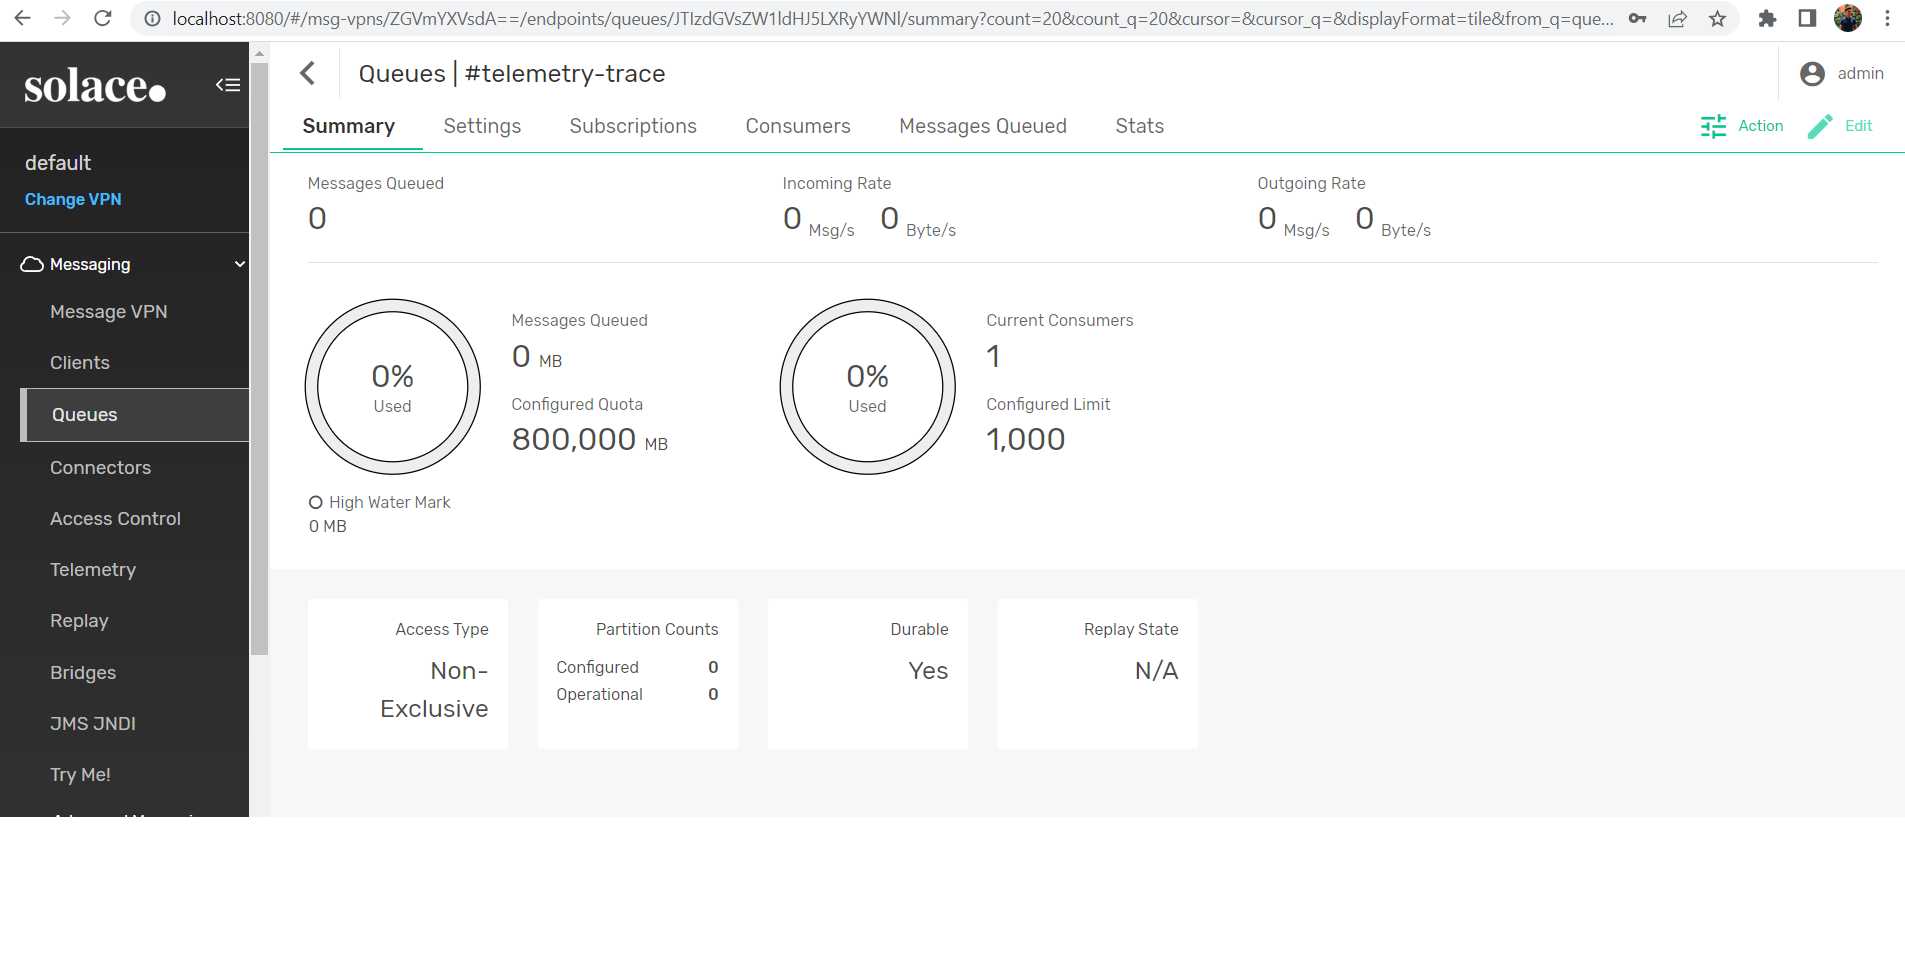 localhost:8080/#/msg-vpns/ZGVmYXVsdA==/endpoints/queues/JTIzdGVsZW1ldHJ5LXRyYWNl/summary?count=20&count_q=20&cursor=&cursor_q=&displayFormat=tile&from_q=que...
solace.
default
Change VPN
Messaging
Message VPN
Clients
Queues
Connectors
Access Control
Telemetry
Replay
Bridges
JMS JNDI
Try Me!
Queues | #telemetry-trace
admin
Summary Settings Subscriptions Consumers Messages Queued Stats
Action Edit
Messages Queued
0
Incoming Rate
0 Msg/s 0 Byte/s
Outgoing Rate
0 Msg/s 0 Byte/s
0%
Used
Messages Queued
0 MB
Configured Quota
800,000 MB
High Water Mark
0 MB
0%
Used
Current Consumers
1
Configured Limit
1,000
Access Type
Non-
Exclusive
Partition Counts
Configured 0
Operational 0
Durable
Yes
Replay State
N/A